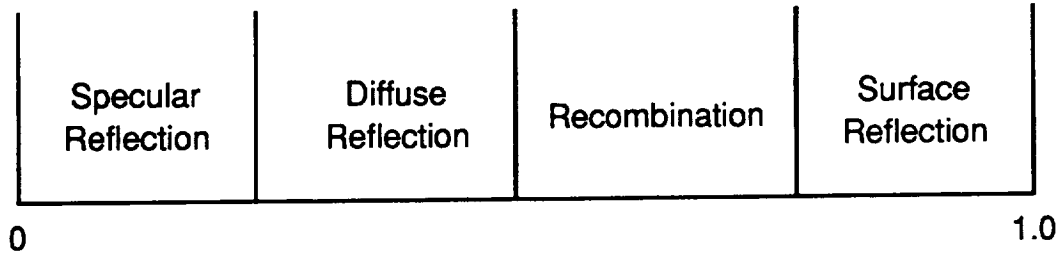 Specular
Reflection
Diffuse
Reflection
Recombination
Surface
Reflection
0
1.0